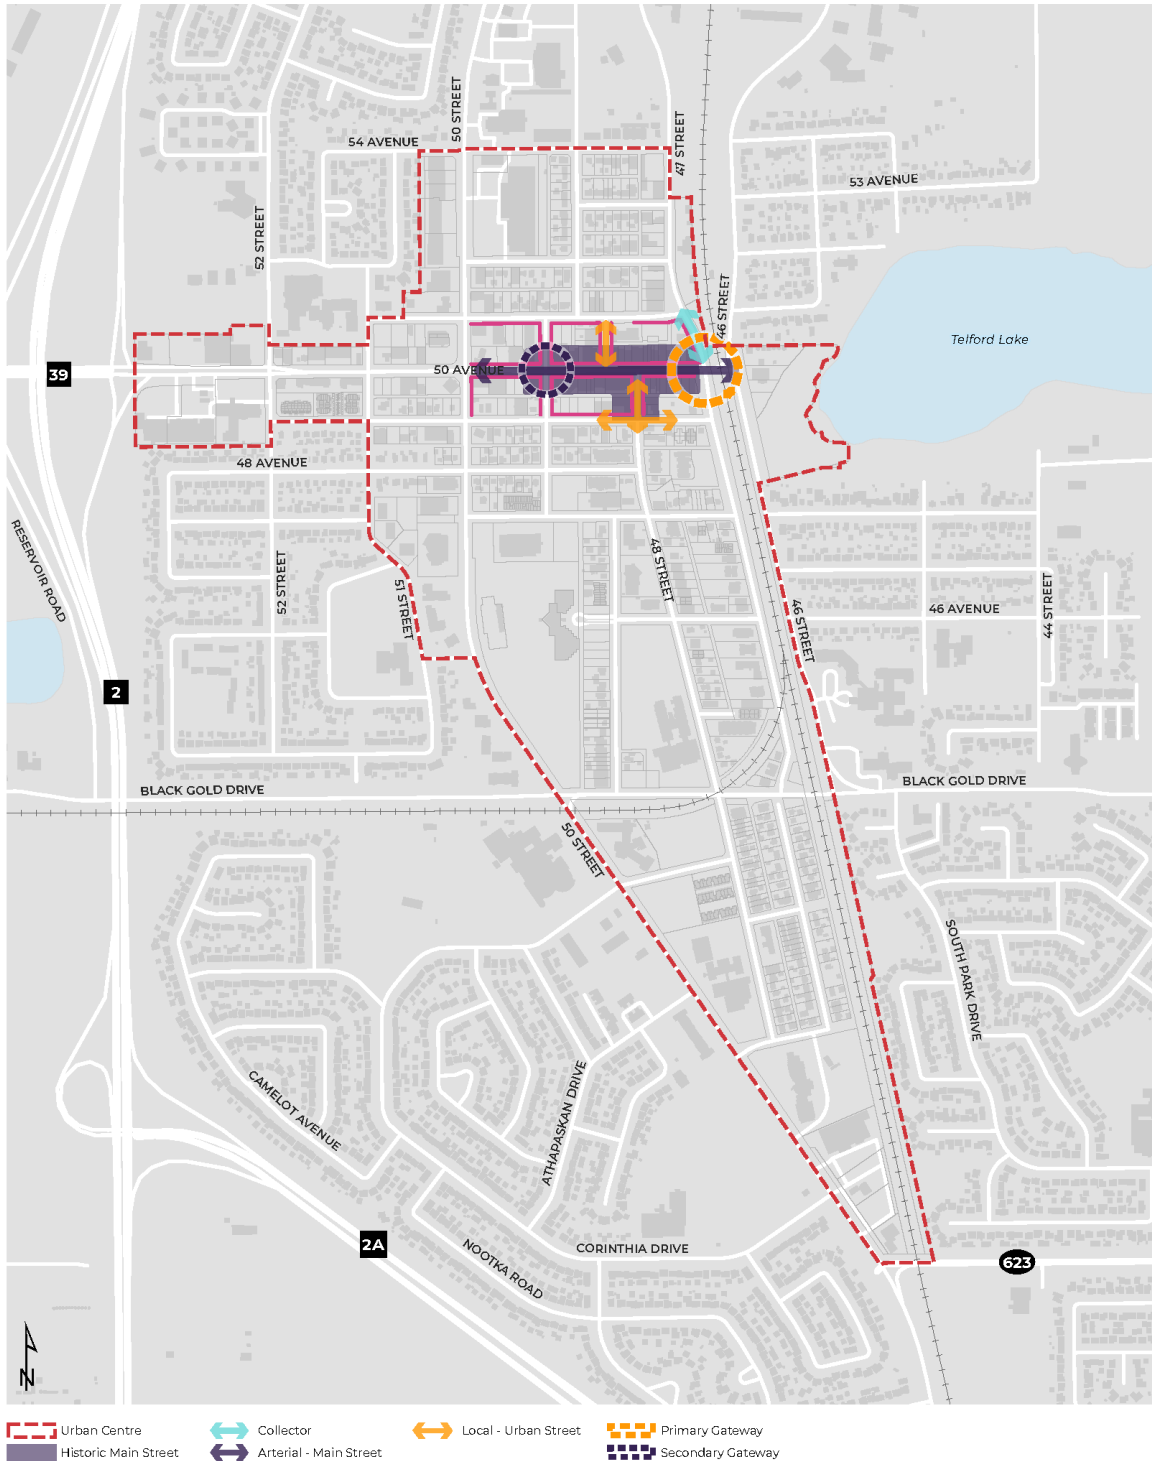 50 STREET
54 AVENUE
47 STREET
53 AVENUE
52 STREET
46 STREET
Telford Lake
39
50 AVENUE
48 AVENUE
RESERVOIR ROAD
52 STREET
51 STREET
48 STREET
46 STREET
46 AVENUE
44 STREET
2
BLACK GOLD DRIVE
BLACK GOLD DRIVE
50 STREET
SOUTH PARK DRIVE
CAMELOT AVENUE
ATHAPASKAN DRIVE
2A
NOOTKA ROAD
CORINTHIA DRIVE
623
N
Urban Centre
Collector
Local - Urban Street
Primary Gateway
Historic Main Street
Arterial - Main Street
Secondary Gateway